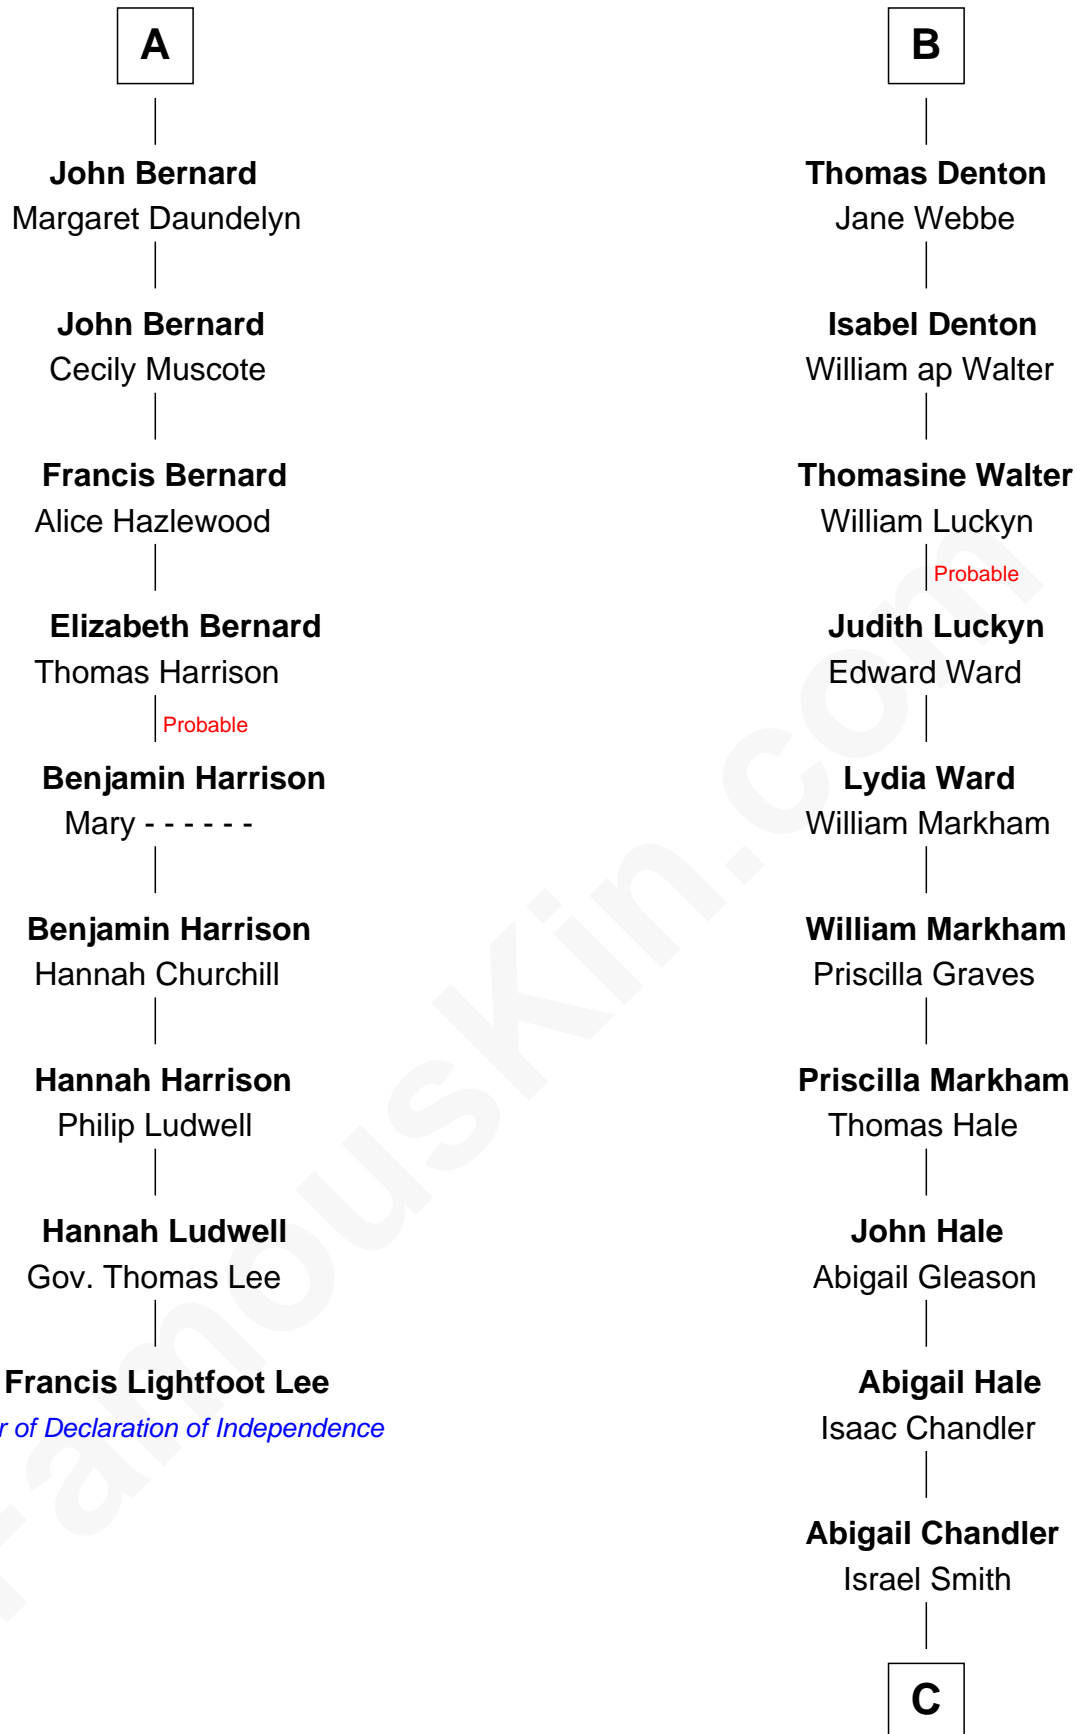 A
John Bernard
Margaret Daundelyn
John Bernard
Cecily Muscote
Francis Bernard
Alice Hazlewood
Elizabeth Bernard
Thomas Harrison
Probable
Benjamin Harrison
Mary - - - - - -
Benjamin Harrison
Hannah Churchill
Hannah Harrison
Philip Ludwell
Hannah Ludwell
Gov. Thomas Lee
Francis Lightfoot Lee
of Declaration of Independence
B
Thomas Denton
Jane Webbe
Isabel Denton
William ap Walter
Thomasine Walter
William Luckyn
Probable
Judith Luckyn
Edward Ward
Lydia Ward
William Markham
William Markham
Priscilla Graves
Priscilla Markham
Thomas Hale
John Hale
Abigail Gleason
Abigail Hale
Isaac Chandler
Abigail Chandler
Israel Smith
C
FamousKin.com